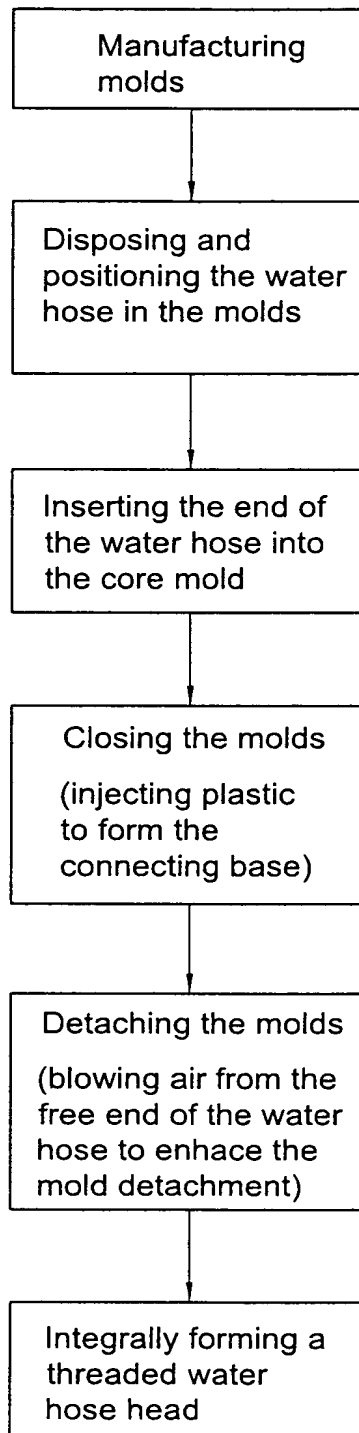 Manufacturing
molds
Disposing and
positioning the water
hose in the molds
Inserting the end of
the water hose into
the core mold
Closing the molds
(injecting plastic
to form the
connecting base)
Detaching the molds
(blowing air from the
free end of the water
hose to enhace the
mold detachment)
Integrally forming a
threaded water
hose head